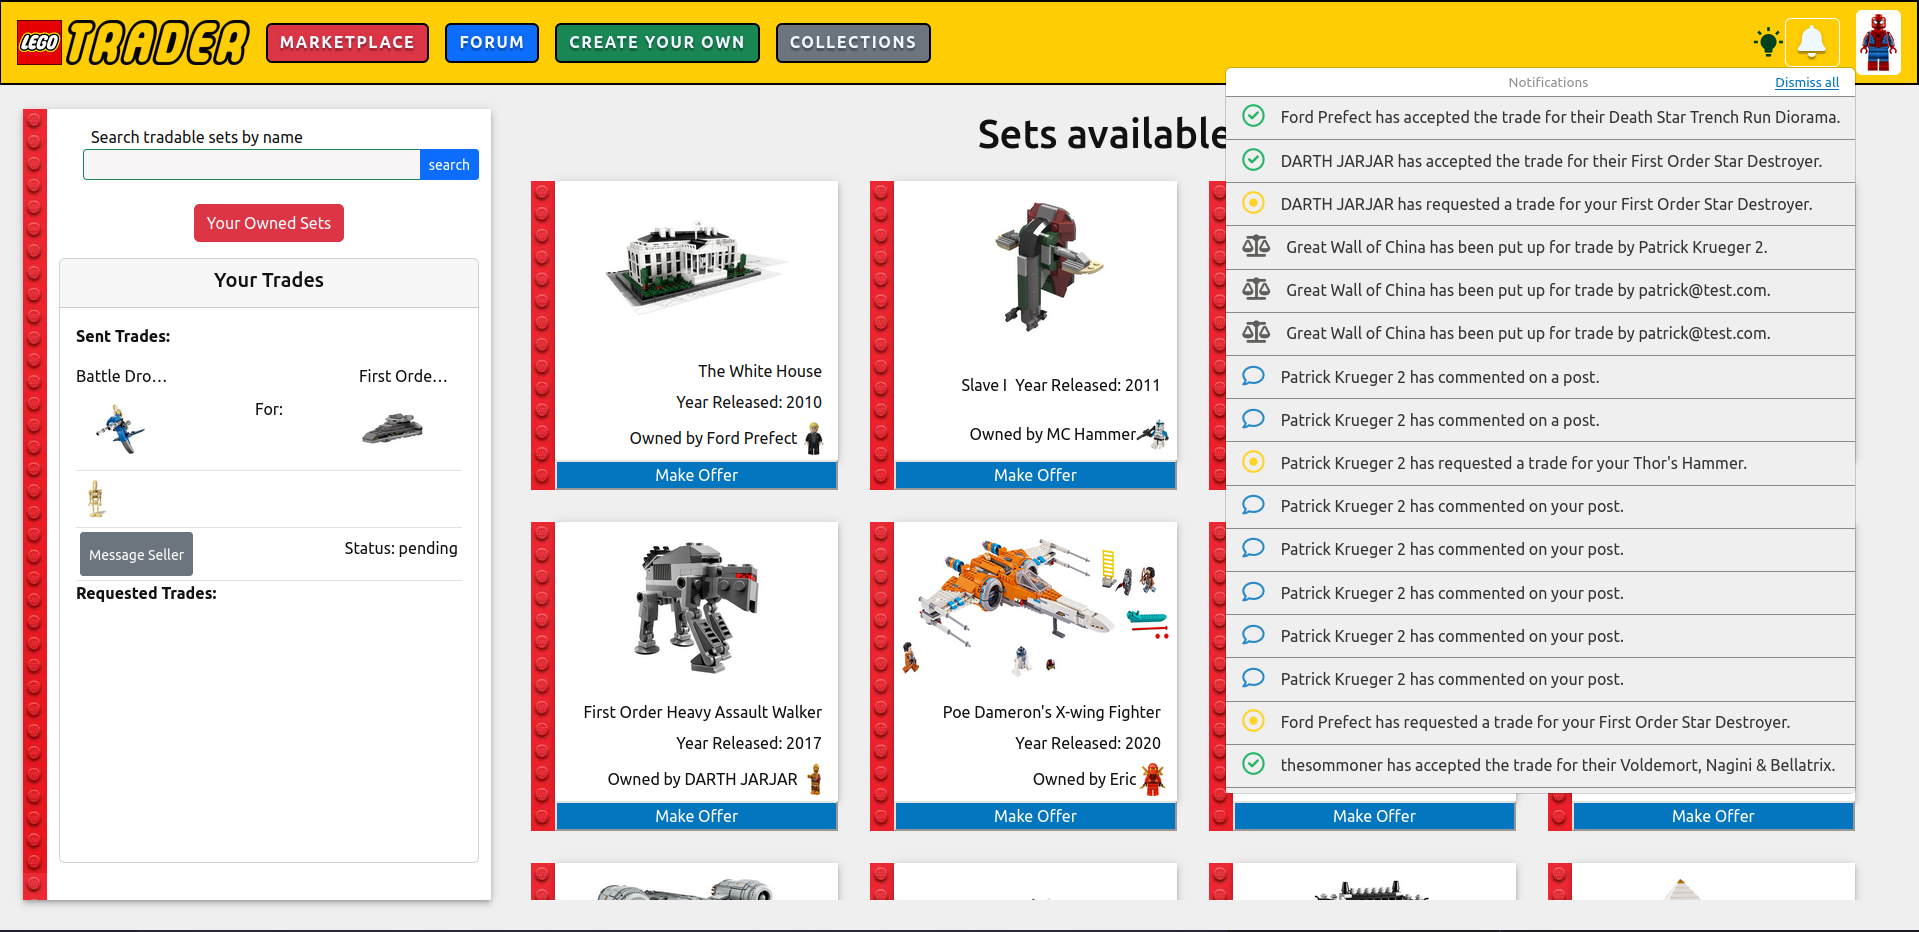 LEGO TRADER MARKETPLACE FORUM CREATE YOUR OWN COLLECTIONS
Search tradable sets by name
search
Your Owned Sets
Your Trades
Sent Trades:
Battle Dro… First Orde…
For:
Message Seller Status: pending
Requested Trades:
Sets available
The White House
Year Released: 2010
Owned by Ford Prefect
Make Offer
Slave I Year Released: 2011
Owned by MC Hammer
Make Offer
First Order Heavy Assault Walker
Year Released: 2017
Owned by DARTH JARJAR
Make Offer
Poe Dameron's X-wing Fighter
Year Released: 2020
Owned by Eric
Make Offer
Make Offer
Make Offer
Notifications Dismiss all
Ford Prefect has accepted the trade for their Death Star Trench Run Diorama.
DARTH JARJAR has accepted the trade for their First Order Star Destroyer.
DARTH JARJAR has requested a trade for your First Order Star Destroyer.
Great Wall of China has been put up for trade by Patrick Krueger 2.
Great Wall of China has been put up for trade by patrick@test.com.
Great Wall of China has been put up for trade by patrick@test.com.
Patrick Krueger 2 has commented on a post.
Patrick Krueger 2 has commented on a post.
Patrick Krueger 2 has requested a trade for your Thor's Hammer.
Patrick Krueger 2 has commented on your post.
Patrick Krueger 2 has commented on your post.
Patrick Krueger 2 has commented on your post.
Patrick Krueger 2 has commented on your post.
Patrick Krueger 2 has commented on your post.
Ford Prefect has requested a trade for your First Order Star Destroyer.
thesommoner has accepted the trade for their Voldemort, Nagini & Bellatrix.